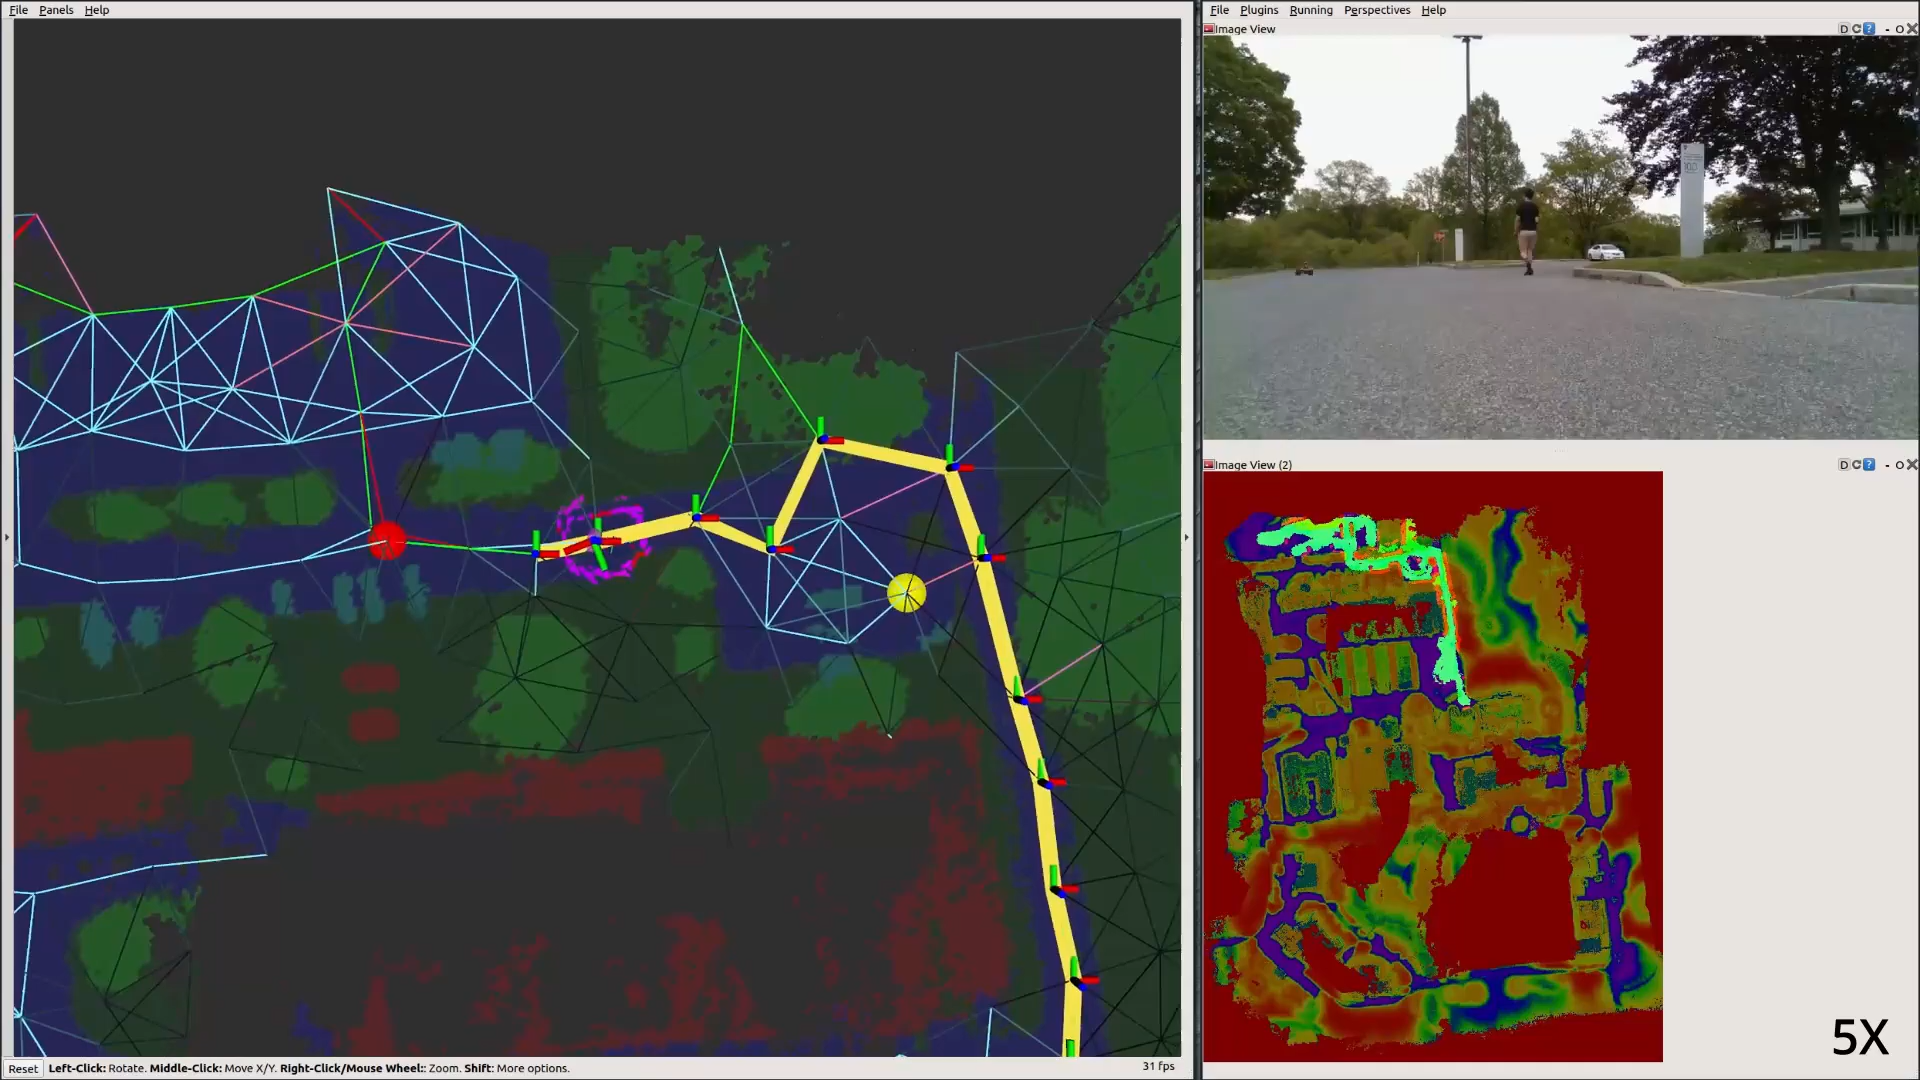 File Panels Help
File Plugins Running Perspectives Help
Image View
D C ? - O X
Image View (2)
D C ? - O X
5X
Reset Left-Click: Rotate. Middle-Click: Move X/Y. Right-Click/Mouse Wheel:: Zoom. Shift: More options.
31 fps